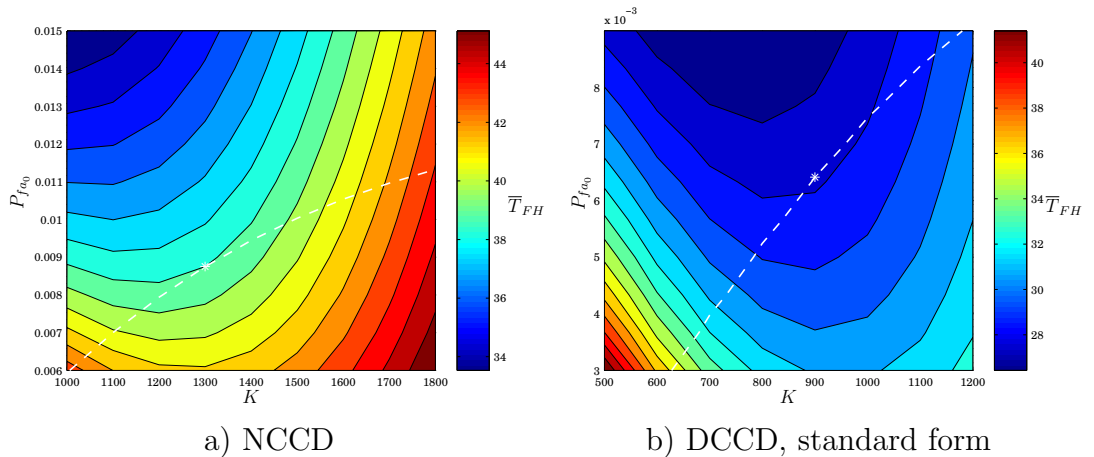 x 10⁻³
0.015
0.014
0.013
0.012
0.011
0.01
0.009
0.008
0.007
0.006
P_{fa_0}
1000 1100 1200 1300 1400 1500 1600 1700 1800
K
44
42
40
38
36
34
T̅_{FH}
8
7
6
5
4
3
P_{fa_0}
500 600 700 800 900 1000 1100 1200
K
40
38
36
34
32
30
28
T̅_{FH}
a) NCCD
b) DCCD, standard form